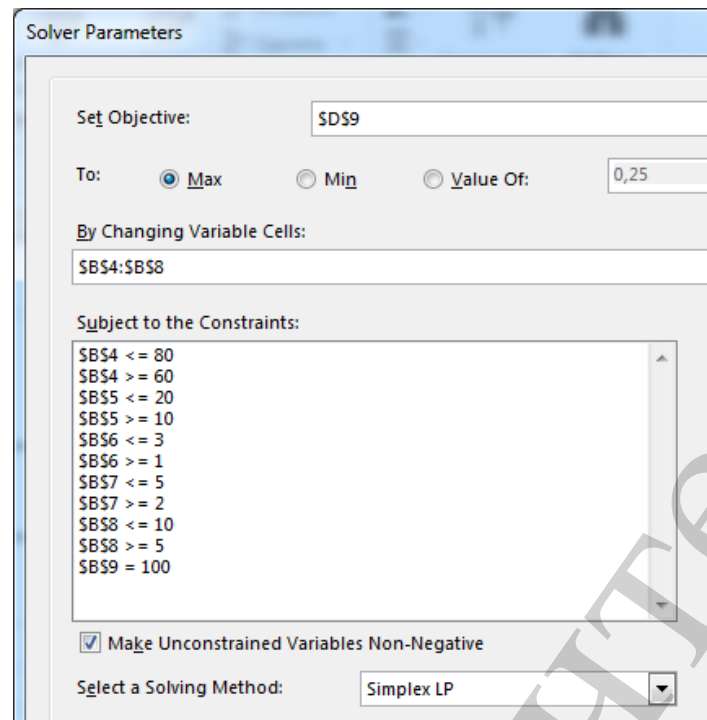 Solver Parameters
Set Objective: $D$9
To: Max Min Value Of: 0,25
By Changing Variable Cells:
$B$4:$B$8
Subject to the Constraints:
$B$4 <= 80
$B$4 >= 60
$B$5 <= 20
$B$5 >= 10
$B$6 <= 3
$B$6 >= 1
$B$7 <= 5
$B$7 >= 2
$B$8 <= 10
$B$8 >= 5
$B$9 = 100
Make Unconstrained Variables Non-Negative
Select a Solving Method: Simplex LP